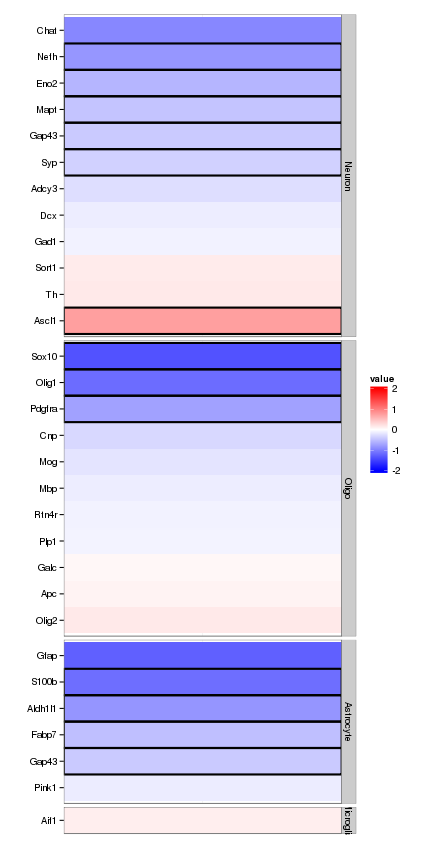 Chat
Nefh
Eno2
Mapt
Gap43
Syp
Adcy3
Dcx
Gad1
Sort1
Th
Ascl1
Neuron
Sox10
Olig1
Pdgfra
Cnp
Mog
Mbp
Rtn4r
Plp1
Galc
Apc
Olig2
Oligo
Gfap
S100b
Aldh1l1
Fabp7
Gap43
Pink1
Astrocyte
Aif1
icrogli
value
2
1
0
-1
-2